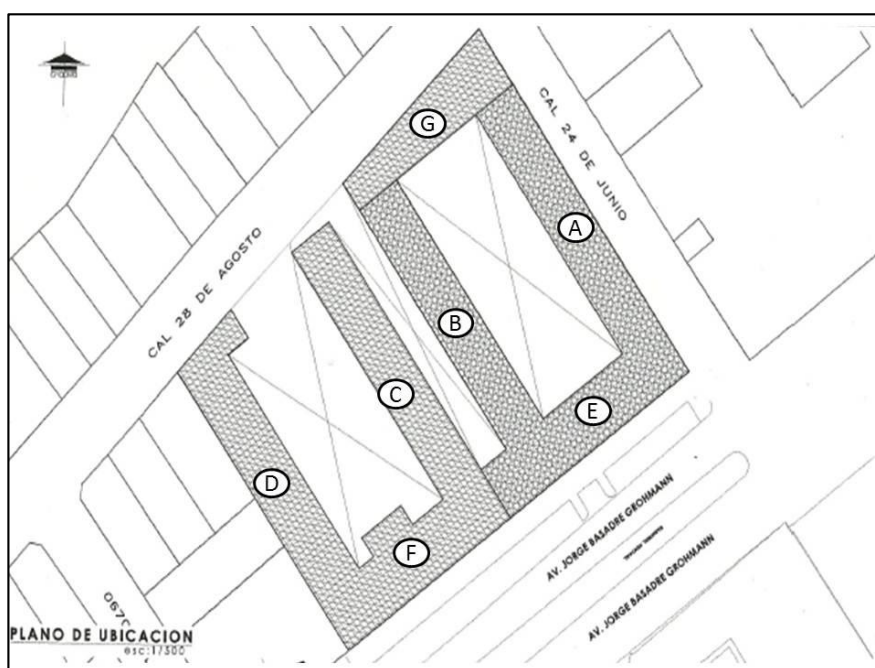 G
CAL 24 DE JUNIO
A
CAL 28 DE AGOSTO
B
C
E
D
F
AV. JORGE BASADRE GROHMANN
AV. JORGE BASADRE GROHMANN
PLANO DE UBICACION
esc:1/500